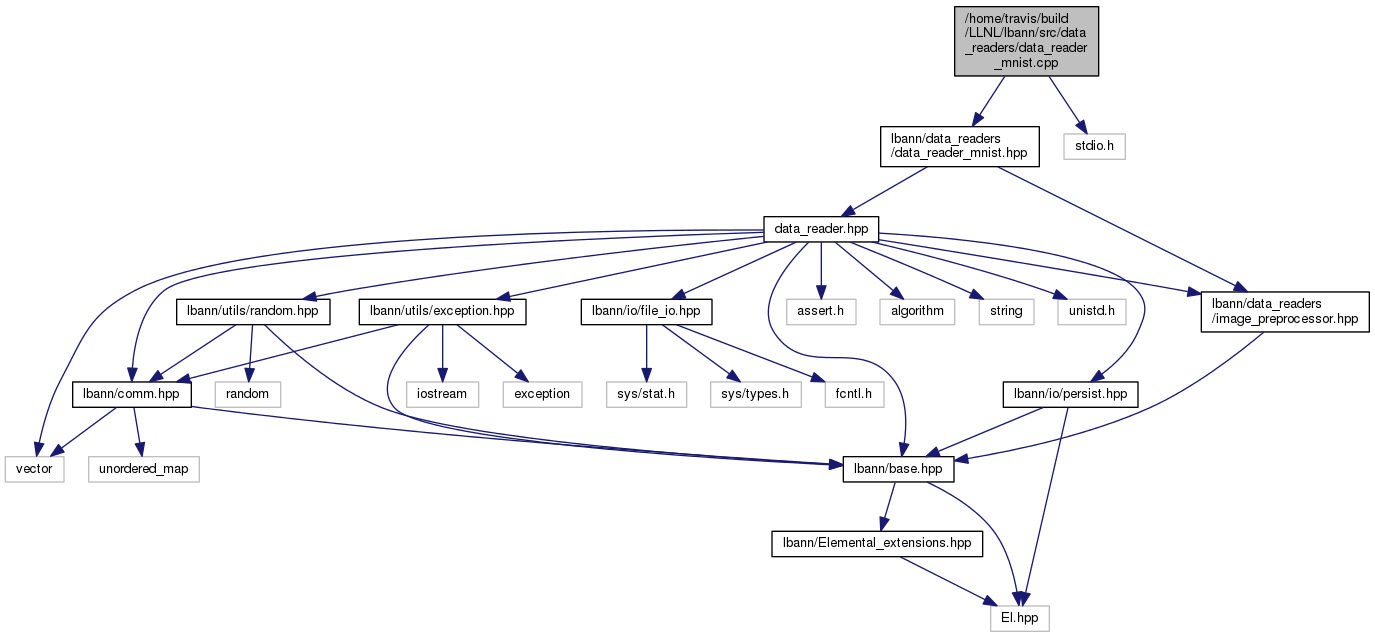 /home/travis/build
/LLNL/lbann/src/data
_readers/data_reader
_mnist.cpp
lbann/data_readers
/data_reader_mnist.hpp
stdio.h
data_reader.hpp
lbann/utils/random.hpp
lbann/utils/exception.hpp
lbann/io/file_io.hpp
assert.h
algorithm
string
unistd.h
lbann/data_readers
/image_preprocessor.hpp
lbann/comm.hpp
random
iostream
exception
sys/stat.h
sys/types.h
fcntl.h
lbann/io/persist.hpp
vector
unordered_map
lbann/base.hpp
lbann/Elemental_extensions.hpp
El.hpp